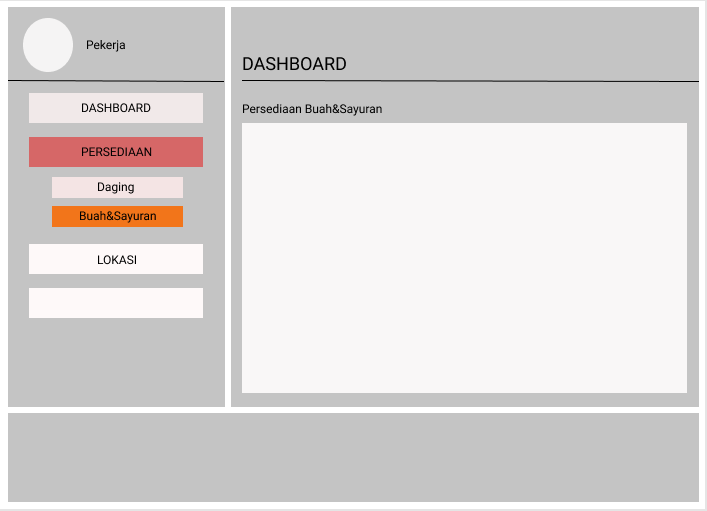 Pekerja
DASHBOARD
PERSEDIAAN
Daging
Buah&Sayuran
LOKASI
DASHBOARD
Persediaan Buah&Sayuran